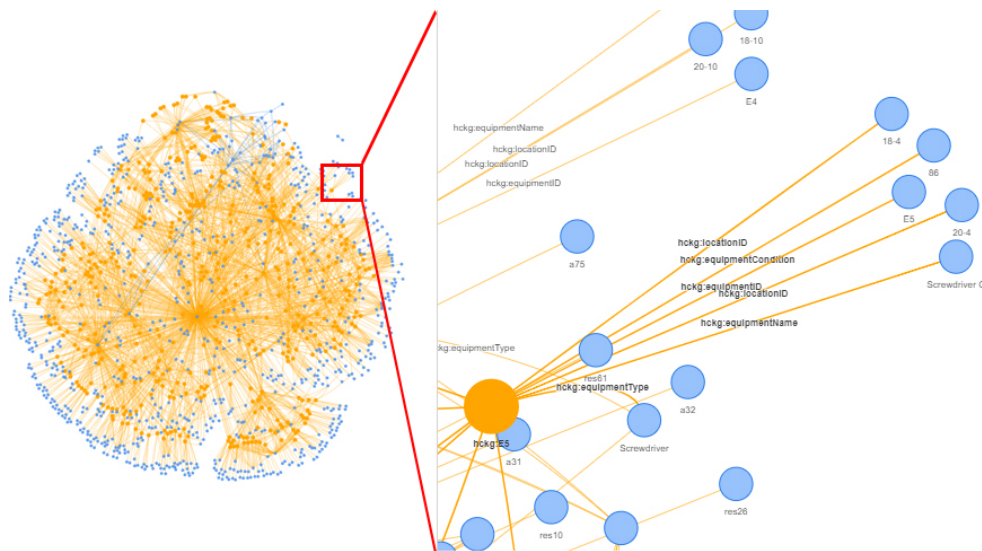 18-10
20-10
E4
hckg:equipmentName
18-4
hckg:locationID
hckg:locationID
86
hckg:equipmentID
E5
20-4
hckg:locationID
a75
hckg:equipmentCondition
hckg:equipmentID
hckg:locationID
Screwdriver C
hckg:equipmentName
kg:equipmentType
res61
hckg:equipmentType
a32
hckg:E5
Screwdriver
a31
res26
res10